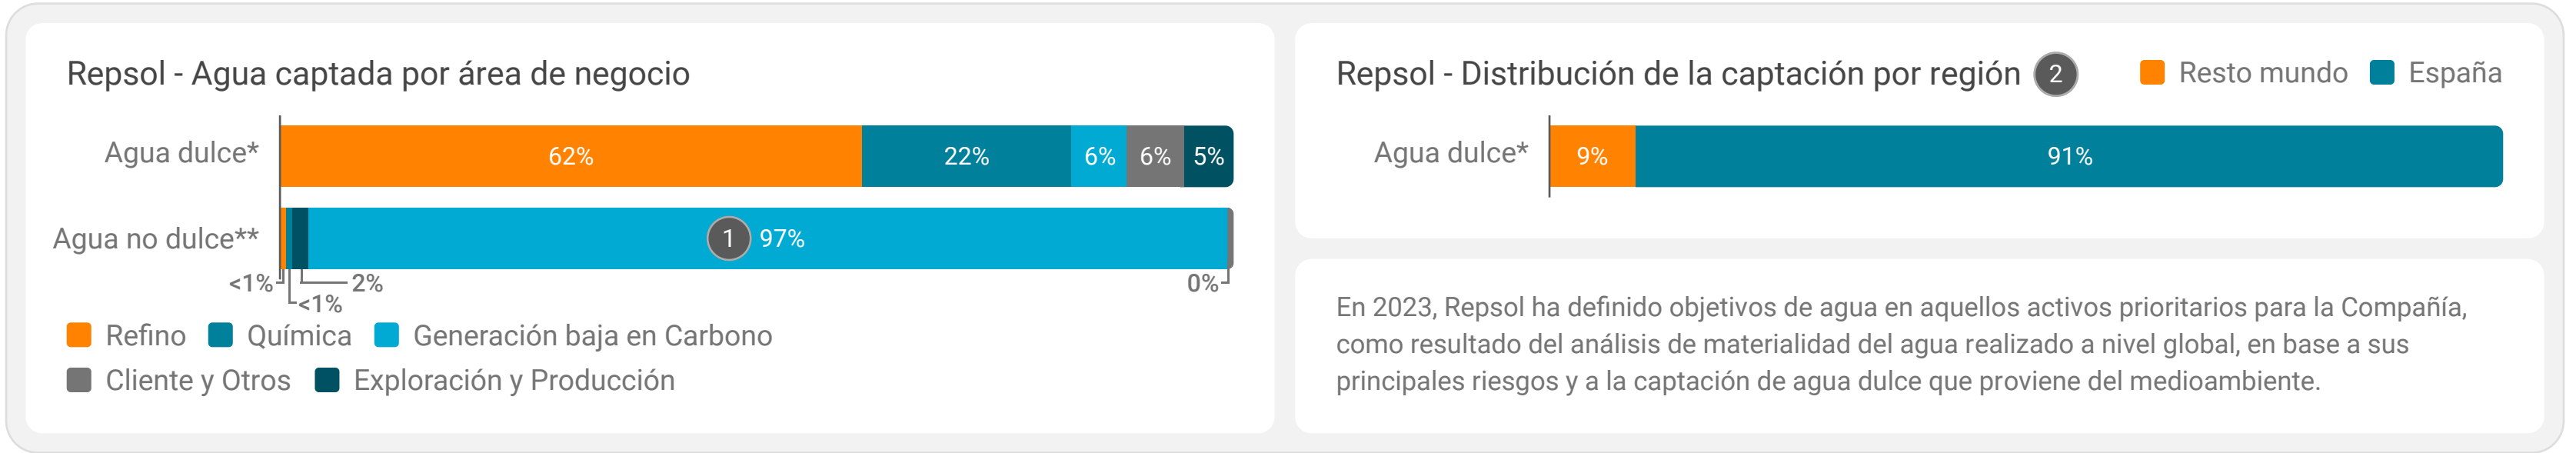 Repsol - Agua captada por área de negocio
Agua dulce*
62%
22%
6%
6%
5%
Agua no dulce**
1
97%
<1%
<1%
2%
0%
Refino
Química
Generación baja en Carbono
Cliente y Otros
Exploración y Producción
Repsol - Distribución de la captación por región 2
Resto mundo
España
Agua dulce*
9%
91%
En 2023, Repsol ha definido objetivos de agua en aquellos activos prioritarios para la Compañía,
como resultado del análisis de materialidad del agua realizado a nivel global, en base a sus
principales riesgos y a la captación de agua dulce que proviene del medioambiente.